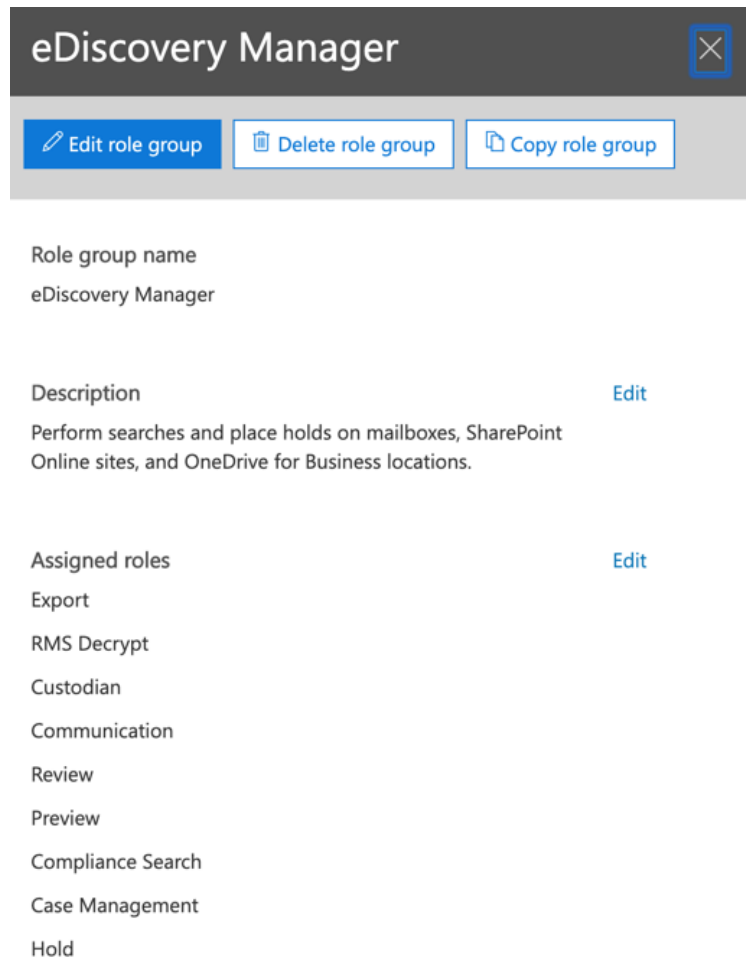 eDiscovery Manager
Edit role group
Delete role group
Copy role group
Role group name
eDiscovery Manager
Description
Edit
Perform searches and place holds on mailboxes, SharePoint
Online sites, and OneDrive for Business locations.
Assigned roles
Edit
Export
RMS Decrypt
Custodian
Communication
Review
Preview
Compliance Search
Case Management
Hold